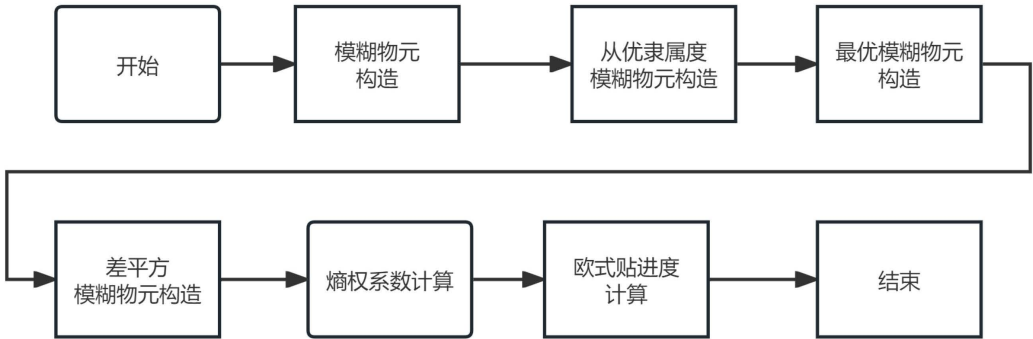 开始
模糊物元
构造
从优隶属度
模糊物元构造
最优模糊物元
构造
差平方
模糊物元构造
熵权系数计算
欧式贴进度
计算
结束